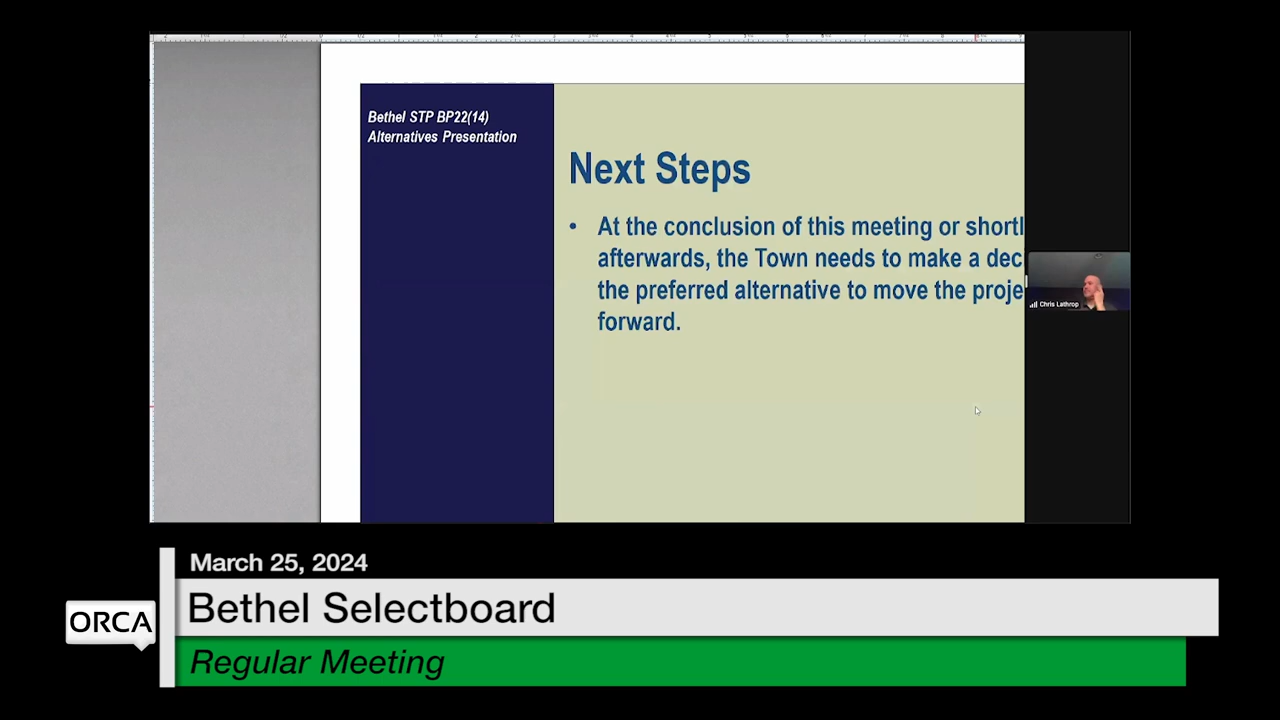 Bethel STP BP22(14)
Alternatives Presentation
Next Steps
• At the conclusion of this meeting or shortl
afterwards, the Town needs to make a dec
the preferred alternative to move the proje
forward.
Chris Lathrop
March 25, 2024
Bethel Selectboard
ORCA
Regular Meeting